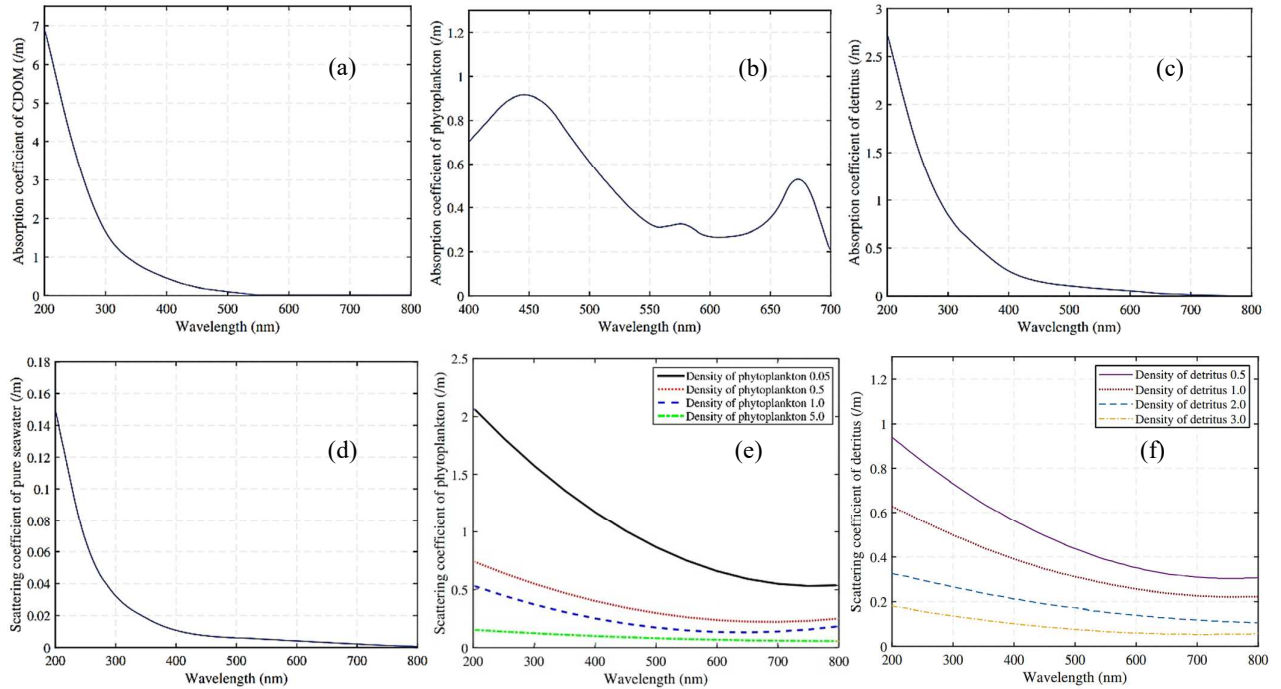 Absorption coefficient of CDOM (/m)
7
6
5
4
3
2
1
0
200 300 400 500 600 700 800
Wavelength (nm)
(a)
Absorption coefficient of phytoplankton (/m)
1.2
1
0.8
0.6
0.4
0.2
0
400 450 500 550 600 650 700
Wavelength (nm)
(b)
Absorption coefficient of detritus (/m)
3
2.5
2
1.5
1
0.5
0
200 300 400 500 600 700 800
Wavelength (nm)
(c)
Scattering coefficient of pure seawater (/m)
0.18
0.16
0.14
0.12
0.1
0.08
0.06
0.04
0.02
0
200 300 400 500 600 700 800
Wavelength (nm)
(d)
Scattering coefficient of phytoplankton (/m)
2.5
2
1.5
1
0.5
0
200 300 400 500 600 700 800
Wavelength (nm)
Density of phytoplankton 0.05
Density of phytoplankton 0.5
Density of phytoplankton 1.0
Density of phytoplankton 5.0
(e)
Scattering coefficient of detritus (/m)
1.2
1
0.8
0.6
0.4
0.2
0
200 300 400 500 600 700 800
Wavelength (nm)
Density of detritus 0.5
Density of detritus 1.0
Density of detritus 2.0
Density of detritus 3.0
(f)